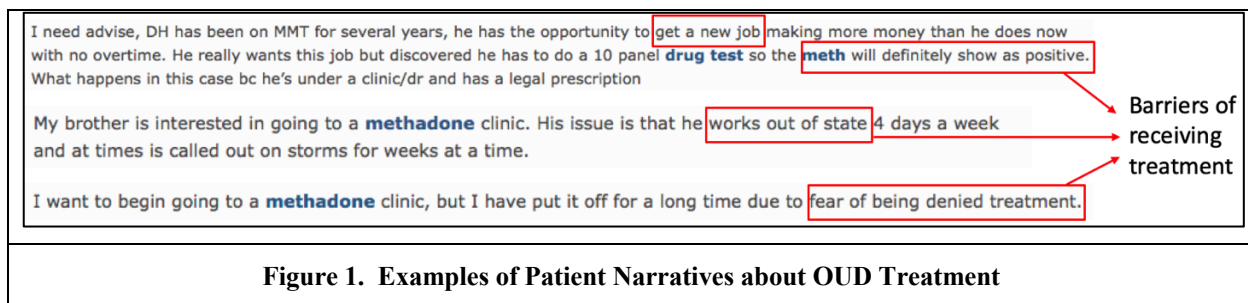 I need advise, DH has been on MMT for several years, he has the opportunity to get a new job making more money than he does now
with no overtime. He really wants this job but discovered he has to do a 10 panel drug test so the meth will definitely show as positive.
What happens in this case bc he's under a clinic/dr and has a legal prescription
My brother is interested in going to a methadone clinic. His issue is that he works out of state 4 days a week
and at times is called out on storms for weeks at a time.
I want to begin going to a methadone clinic, but I have put it off for a long time due to fear of being denied treatment.
Barriers of
receiving
treatment
Figure 1. Examples of Patient Narratives about OUD Treatment